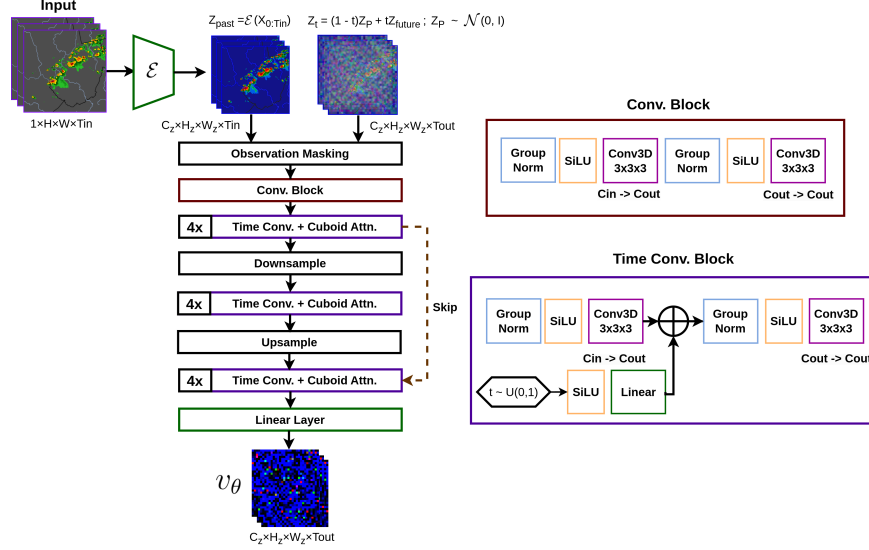 Input
Z_past =ℰ(X_0:Tin)
Z_t = (1 - t)Z_P + tZ_future ; Z_P ~ 𝒩(0, I)
ℰ
1×H×W×Tin
C_z×H_z×W_z×Tin
C_z×H_z×W_z×Tout
Observation Masking
Conv. Block
4x Time Conv. + Cuboid Attn.
Downsample
4x Time Conv. + Cuboid Attn.
Skip
Upsample
4x Time Conv. + Cuboid Attn.
Linear Layer
v_θ
C_z×H_z×W_z×Tout
Conv. Block
Group
Norm
SiLU
Conv3D
3x3x3
Group
Norm
SiLU
Conv3D
3x3x3
Cin -> Cout
Cout -> Cout
Time Conv. Block
Group
Norm
SiLU
Conv3D
3x3x3
Group
Norm
SiLU
Conv3D
3x3x3
Cin -> Cout
Cout -> Cout
t ~ U(0,1)
SiLU
Linear